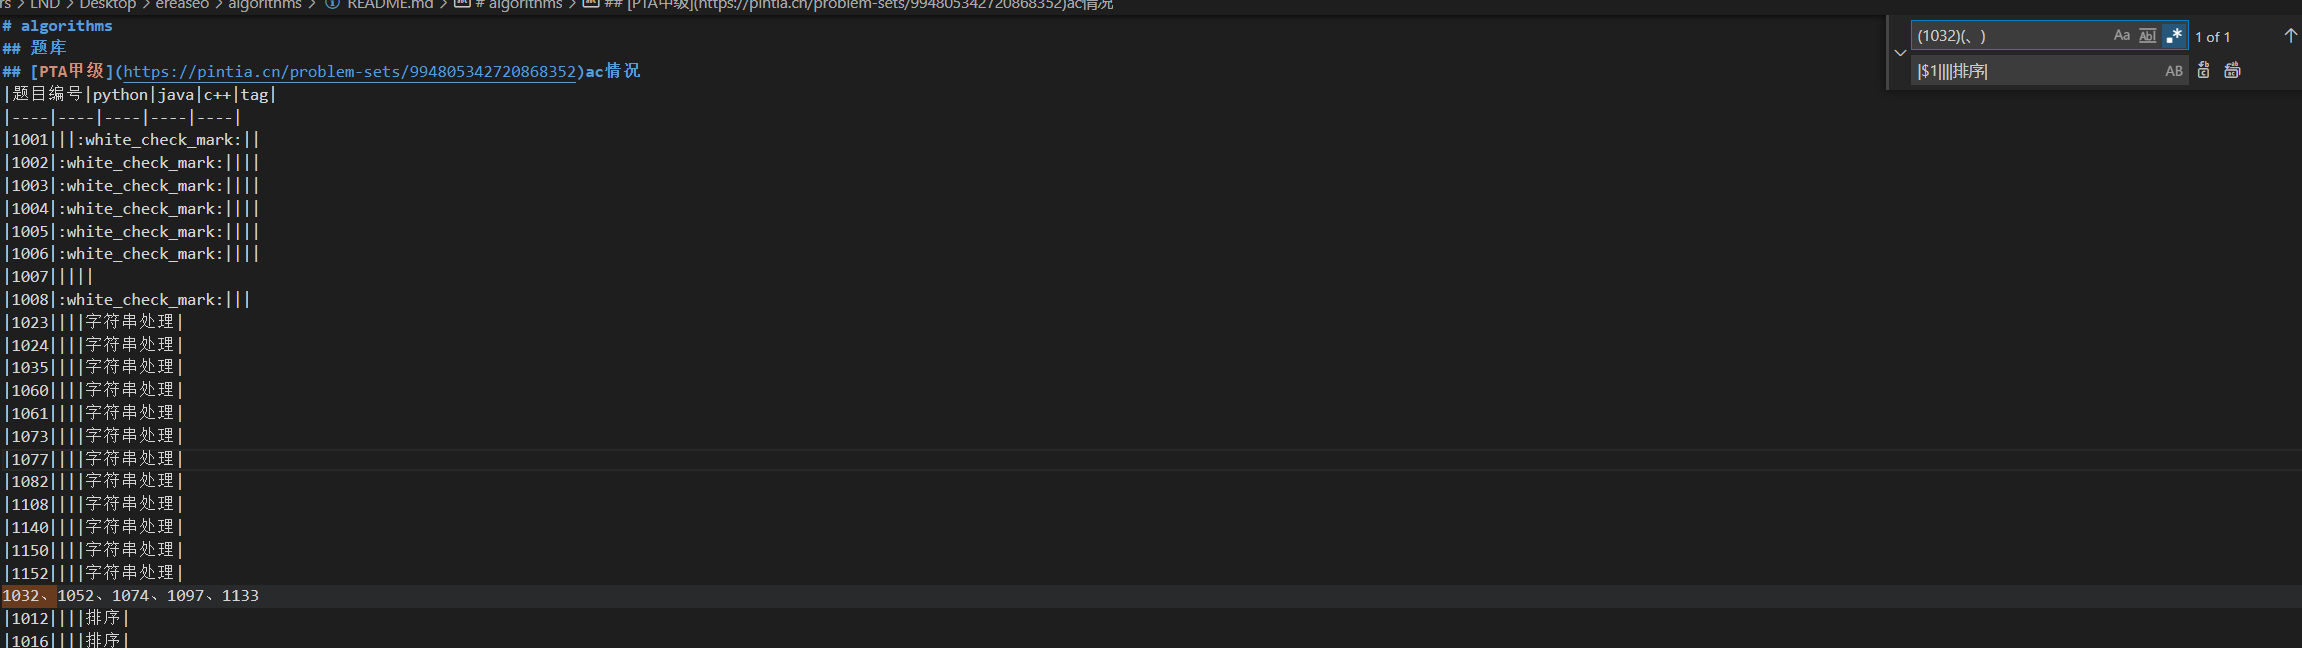 rs > LND > Desktop > ereaseo > algorithms > README.md > # algorithms > ## [PTA甲级](https://pintia.cn/problem-sets/994805342720868352)ac情况
# algorithms
## 题库
## [PTA甲级](https://pintia.cn/problem-sets/994805342720868352)ac情况
|题目编号|python|java|c++|tag|
|----|----|----|----|----|
|1001|||:white_check_mark:||
|1002|:white_check_mark:||||
|1003|:white_check_mark:||||
|1004|:white_check_mark:||||
|1005|:white_check_mark:||||
|1006|:white_check_mark:||||
|1007|||||
|1008|:white_check_mark:|||
|1023||||字符串处理|
|1024||||字符串处理|
|1035||||字符串处理|
|1060||||字符串处理|
|1061||||字符串处理|
|1073||||字符串处理|
|1077||||字符串处理|
|1082||||字符串处理|
|1108||||字符串处理|
|1140||||字符串处理|
|1150||||字符串处理|
|1152||||字符串处理|
1032、1052、1074、1097、1133
|1012||||排序|
|1016||||排序|
(1032)(、) Aa Abl .* 1 of 1
|$1||||排序| AB